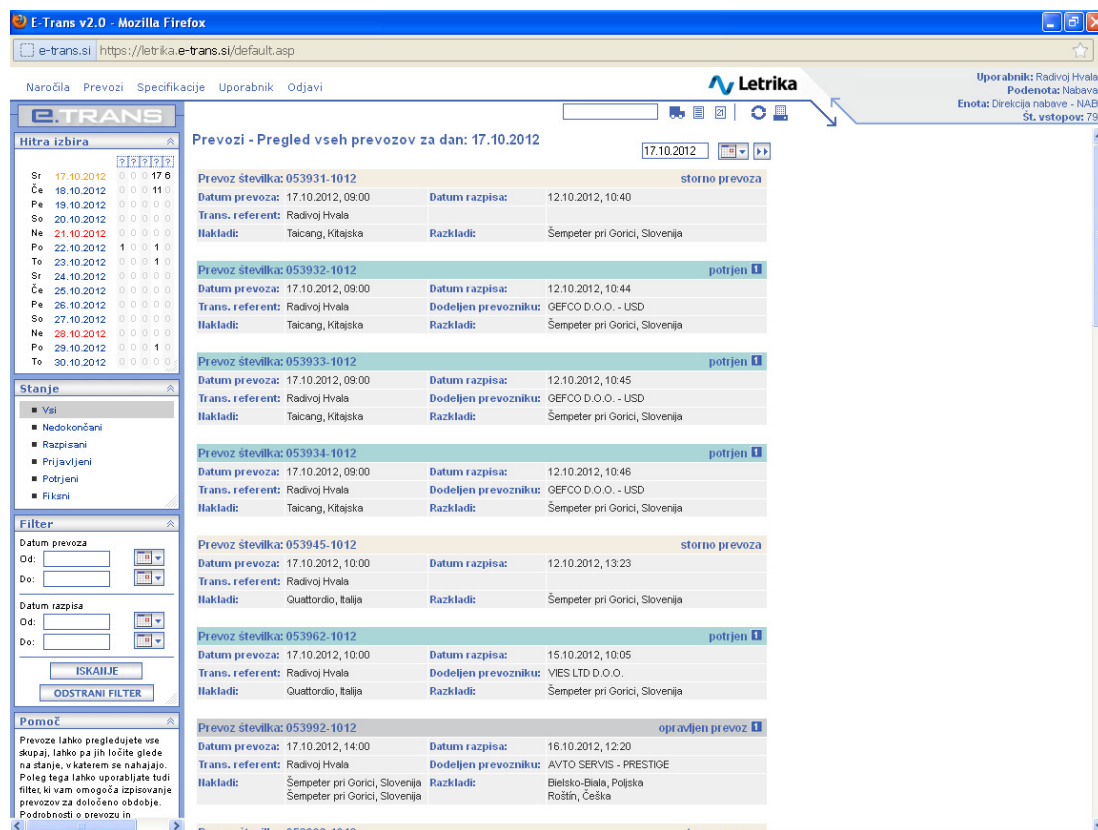 E-Trans v2.0 - Mozilla Firefox
e-trans.si https://letrika.e-trans.si/default.asp
Naročila Prevozi Specifikacije Uporabnik Odjavi
Letrika
Uporabnik: Radivoj Hvala
Podenota: Nabava
Enota: Direkcija nabave - NAB
Št. vstopov: 79
E.TRANS
Hitra izbira
? ? ? ? ?
Sr 17.10.2012 0 0 0 17 6
Če 18.10.2012 0 0 0 11 0
Pe 19.10.2012 0 0 0 0 0
So 20.10.2012 0 0 0 0 0
Ne 21.10.2012 0 0 0 0 0
Po 22.10.2012 1 0 0 1 0
To 23.10.2012 0 0 0 1 0
Sr 24.10.2012 0 0 0 0 0
Če 25.10.2012 0 0 0 0 0
Pe 26.10.2012 0 0 0 0 0
So 27.10.2012 0 0 0 0 0
Ne 28.10.2012 0 0 0 0 0
Po 29.10.2012 0 0 0 1 0
To 30.10.2012 0 0 0 0 0
Stanje
Vsi
Nedokončani
Razpisani
Prijavljeni
Potrjeni
Fiksni
Filter
Datum prevoza
Od:
Do:
Datum razpisa
Od:
Do:
ISKANJE
ODSTRANI FILTER
Pomoč
Prevoze lahko pregledujete vse
skupaj, lahko pa jih ločite glede
na stanje, v katerem se nahajajo.
Poleg tega lahko uporabljate tudi
filter, ki vam omogoča izpisovanje
prevozov za določeno obdobje.
Podrobnosti o prevozu in
Prevozi - Pregled vseh prevozov za dan: 17.10.2012
17.10.2012
Prevoz številka: 053931-1012 storno prevoza
Datum prevoza: 17.10.2012, 09:00 Datum razpisa: 12.10.2012, 10:40
Trans. referent: Radivoj Hvala
Nakladi: Taicang, Kitajska Razkladi: Šempeter pri Gorici, Slovenija
Prevoz številka: 053932-1012 potrjen 1
Datum prevoza: 17.10.2012, 09:00 Datum razpisa: 12.10.2012, 10:44
Trans. referent: Radivoj Hvala Dodeljen prevozniku: GEFCO D.O.O. - USD
Nakladi: Taicang, Kitajska Razkladi: Šempeter pri Gorici, Slovenija
Prevoz številka: 053933-1012 potrjen 1
Datum prevoza: 17.10.2012, 09:00 Datum razpisa: 12.10.2012, 10:45
Trans. referent: Radivoj Hvala Dodeljen prevozniku: GEFCO D.O.O. - USD
Nakladi: Taicang, Kitajska Razkladi: Šempeter pri Gorici, Slovenija
Prevoz številka: 053934-1012 potrjen 1
Datum prevoza: 17.10.2012, 09:00 Datum razpisa: 12.10.2012, 10:46
Trans. referent: Radivoj Hvala Dodeljen prevozniku: GEFCO D.O.O. - USD
Nakladi: Taicang, Kitajska Razkladi: Šempeter pri Gorici, Slovenija
Prevoz številka: 053945-1012 storno prevoza
Datum prevoza: 17.10.2012, 10:00 Datum razpisa: 12.10.2012, 13:23
Trans. referent: Radivoj Hvala
Nakladi: Quattordio, Italija Razkladi: Šempeter pri Gorici, Slovenija
Prevoz številka: 053962-1012 potrjen 1
Datum prevoza: 17.10.2012, 10:00 Datum razpisa: 15.10.2012, 10:05
Trans. referent: Radivoj Hvala Dodeljen prevozniku: VIES LTD D.O.O.
Nakladi: Quattordio, Italija Razkladi: Šempeter pri Gorici, Slovenija
Prevoz številka: 053992-1012 opravljen prevoz 1
Datum prevoza: 17.10.2012, 14:00 Datum razpisa: 16.10.2012, 12:20
Trans. referent: Radivoj Hvala Dodeljen prevozniku: AVTO SERVIS - PRESTIGE
Nakladi: Šempeter pri Gorici, Slovenija Razkladi: Bielsko-Biala, Poljska
Šempeter pri Gorici, Slovenija Roštín, Češka